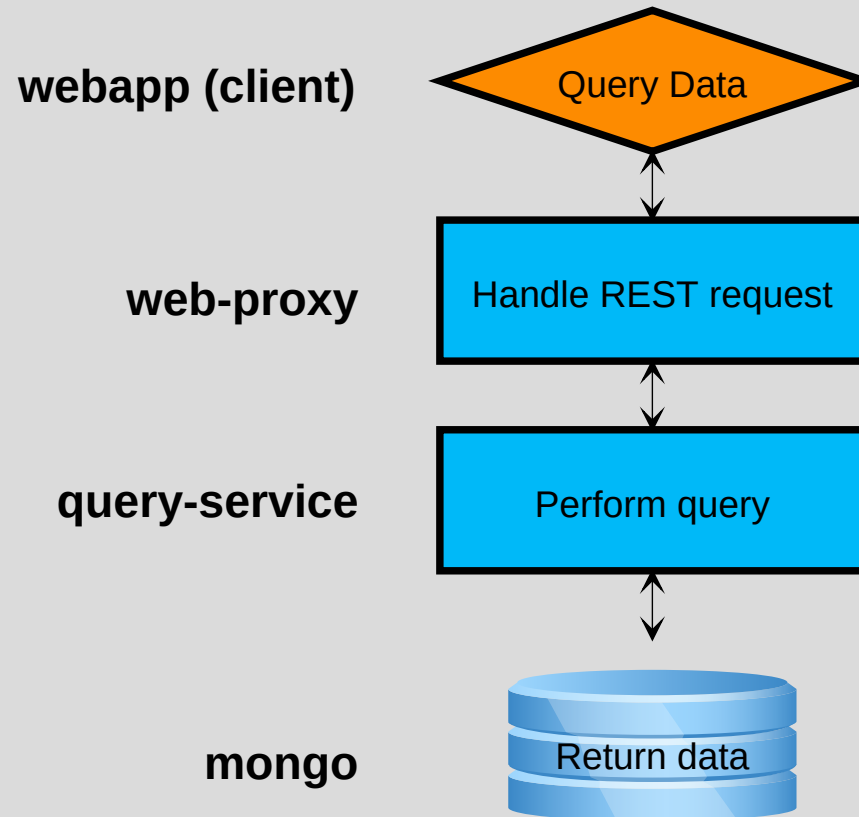 webapp (client)
Query Data
web-proxy
Handle REST request
query-service
Perform query
mongo
Return data